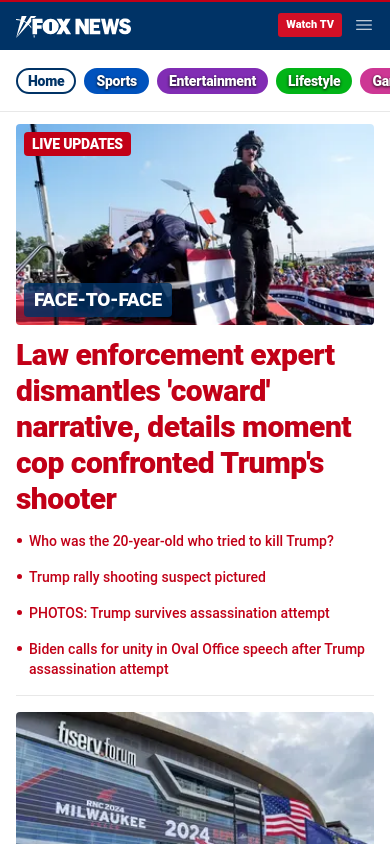 FOX NEWS
Watch TV
Home
Sports
Entertainment
Lifestyle
Ga
LIVE UPDATES
FACE-TO-FACE
Law enforcement expert
dismantles 'coward'
narrative, details moment
cop confronted Trump's
shooter
• Who was the 20-year-old who tried to kill Trump?
• Trump rally shooting suspect pictured
• PHOTOS: Trump survives assassination attempt
• Biden calls for unity in Oval Office speech after Trump
assassination attempt
fiserv.forum
RNC2024
MILWAUKEE
2024